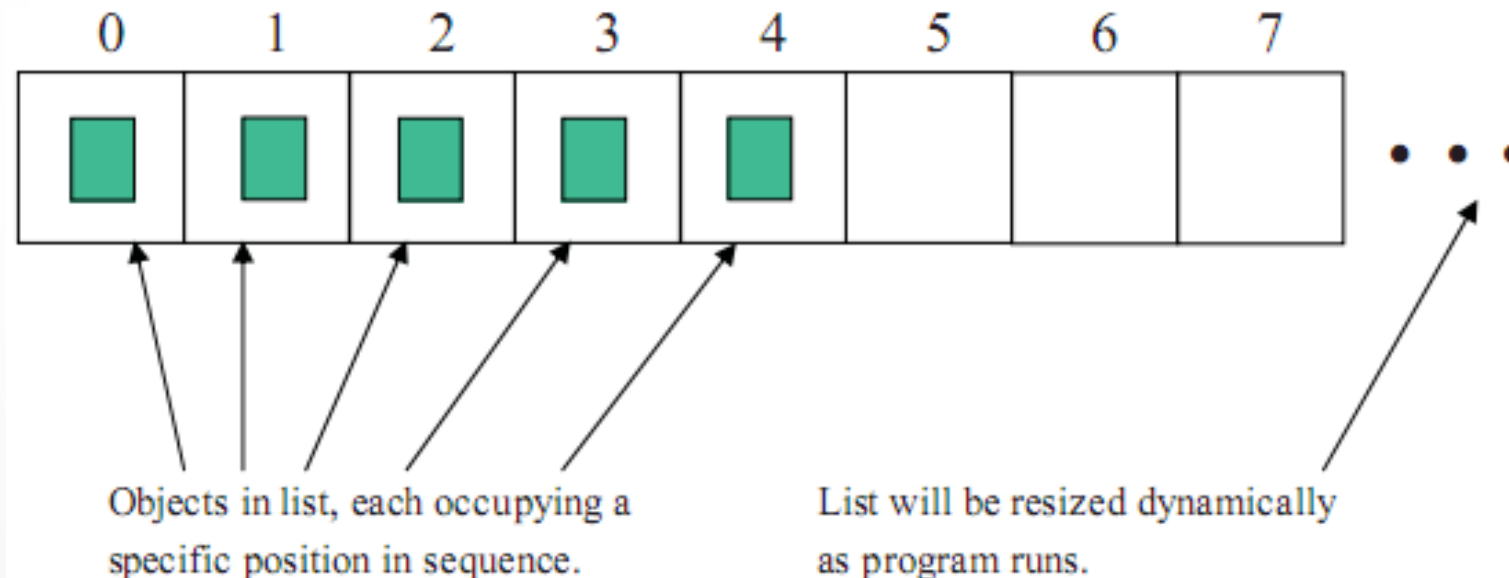 0 1 2 3 4 5 6 7
Objects in list, each occupying a
specific position in sequence.
List will be resized dynamically
as program runs.